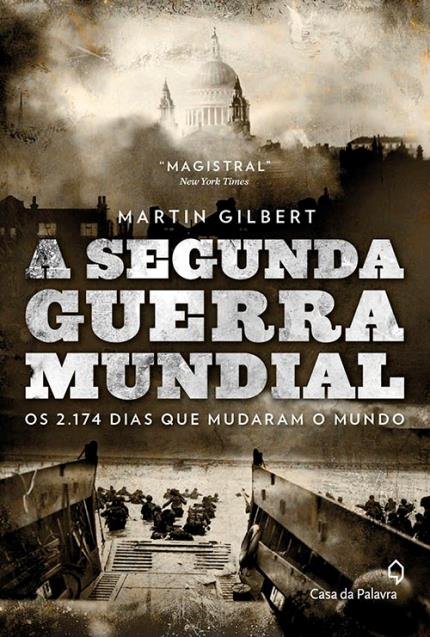 “MAGISTRAL”
New York Times
MARTIN GILBERT
A SEGUNDA
GUERRA
MUNDIAL
OS 2.174 DIAS QUE MUDARAM O MUNDO
Casa da Palavra